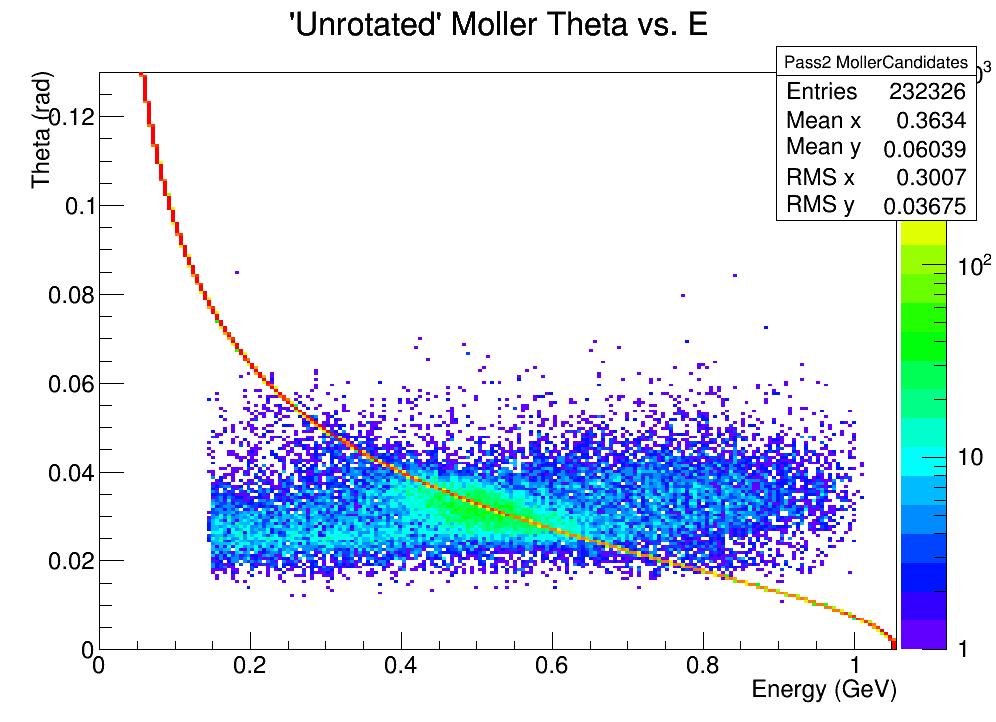 'Unrotated' Moller Theta vs. E
Pass2 MollerCandidates
Entries 232326
Mean x 0.3634
Mean y 0.06039
RMS x 0.3007
RMS y 0.03675
Theta (rad)
0.12
0.1
0.08
0.06
0.04
0.02
0
0 0.2 0.4 0.6 0.8 1
Energy (GeV)
10²
10
1